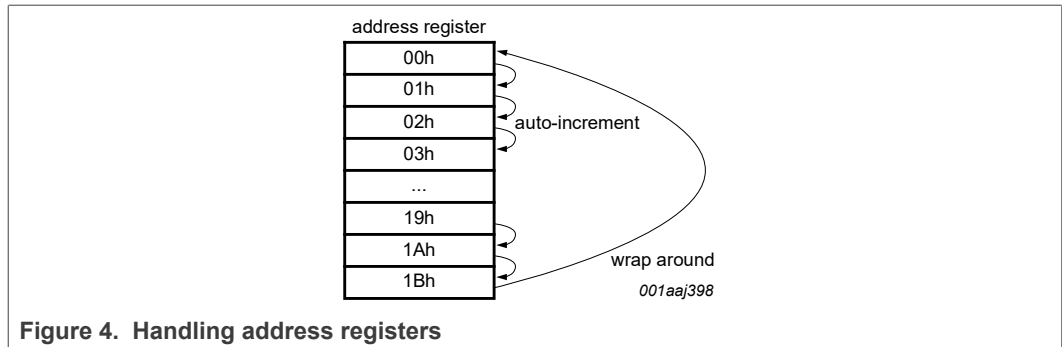 address register
00h
01h
02h
auto-increment
03h
...
19h
1Ah
wrap around
1Bh
001aaj398
Figure 4. Handling address registers